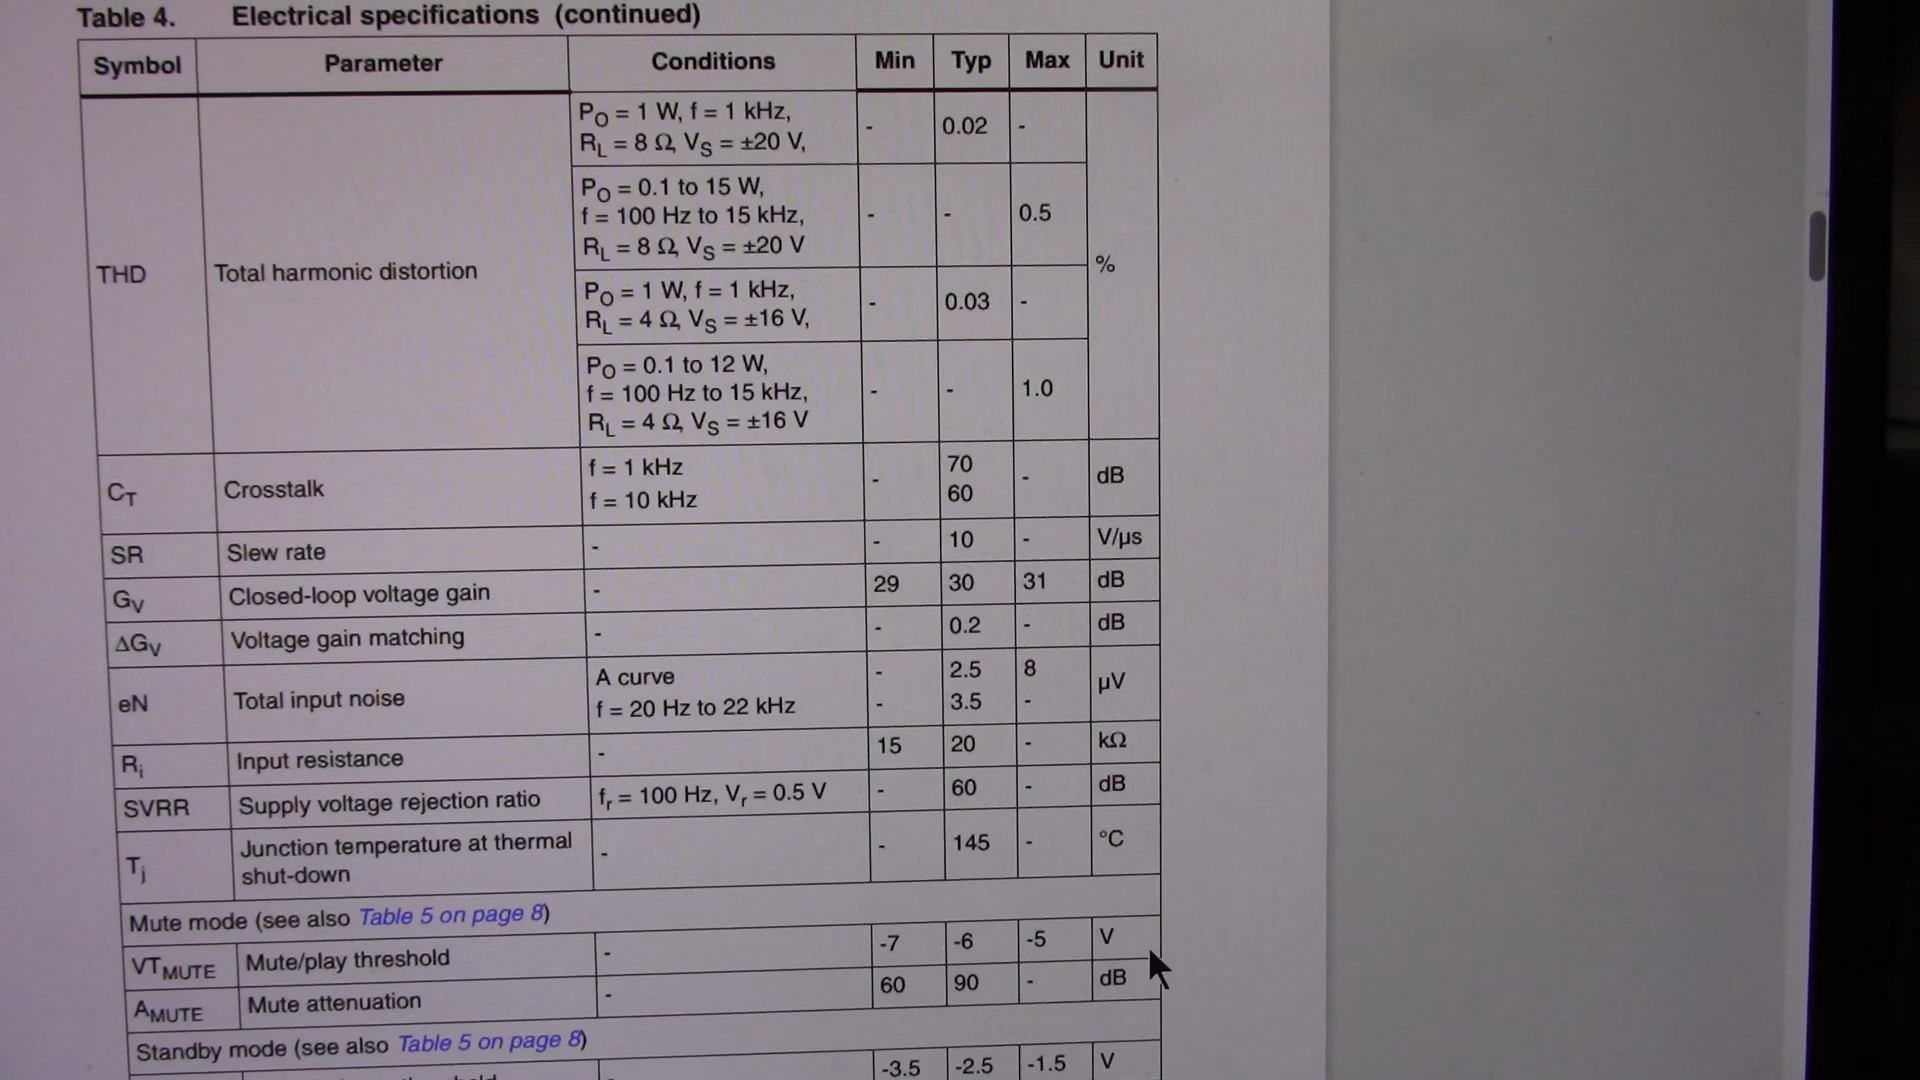 Table 4. Electrical specifications (continued)
Symbol Parameter Conditions Min Typ Max Unit
THD Total harmonic distortion
PO = 1 W, f = 1 kHz,
RL = 8 Ω, VS = ±20 V,
- 0.02 -
PO = 0.1 to 15 W,
f = 100 Hz to 15 kHz,
RL = 8 Ω, VS = ±20 V
- - 0.5
%
PO = 1 W, f = 1 kHz,
RL = 4 Ω, VS = ±16 V,
- 0.03 -
PO = 0.1 to 12 W,
f = 100 Hz to 15 kHz,
RL = 4 Ω, VS = ±16 V
- - 1.0
CT Crosstalk
f = 1 kHz
f = 10 kHz
-
70
60
-
dB
SR Slew rate - - 10 - V/µs
GV Closed-loop voltage gain - 29 30 31 dB
ΔGV Voltage gain matching - - 0.2 - dB
eN Total input noise
A curve - 2.5 8
f = 20 Hz to 22 kHz - 3.5 -
µV
Ri Input resistance - 15 20 - kΩ
SVRR Supply voltage rejection ratio fr = 100 Hz, Vr = 0.5 V - 60 - dB
Tj
Junction temperature at thermal
shut-down
- - 145 - °C
Mute mode (see also Table 5 on page 8)
VTMUTE Mute/play threshold - -7 -6 -5 V
AMUTE Mute attenuation - 60 90 - dB
Standby mode (see also Table 5 on page 8)
-3.5 -2.5 -1.5 V